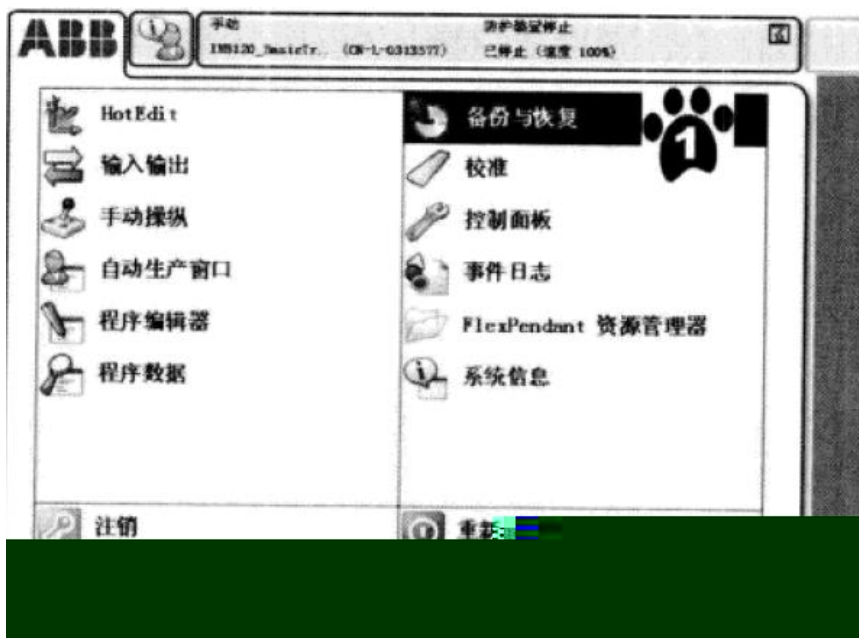 ABB
手动
防护装置停止
已停止 (速度 100%)
HotEdit
备份与恢复
1
输入输出
校准
手动操纵
控制面板
自动生产窗口
事件日志
程序编辑器
FlexPendant 资源管理器
程序数据
系统信息
注销
重新